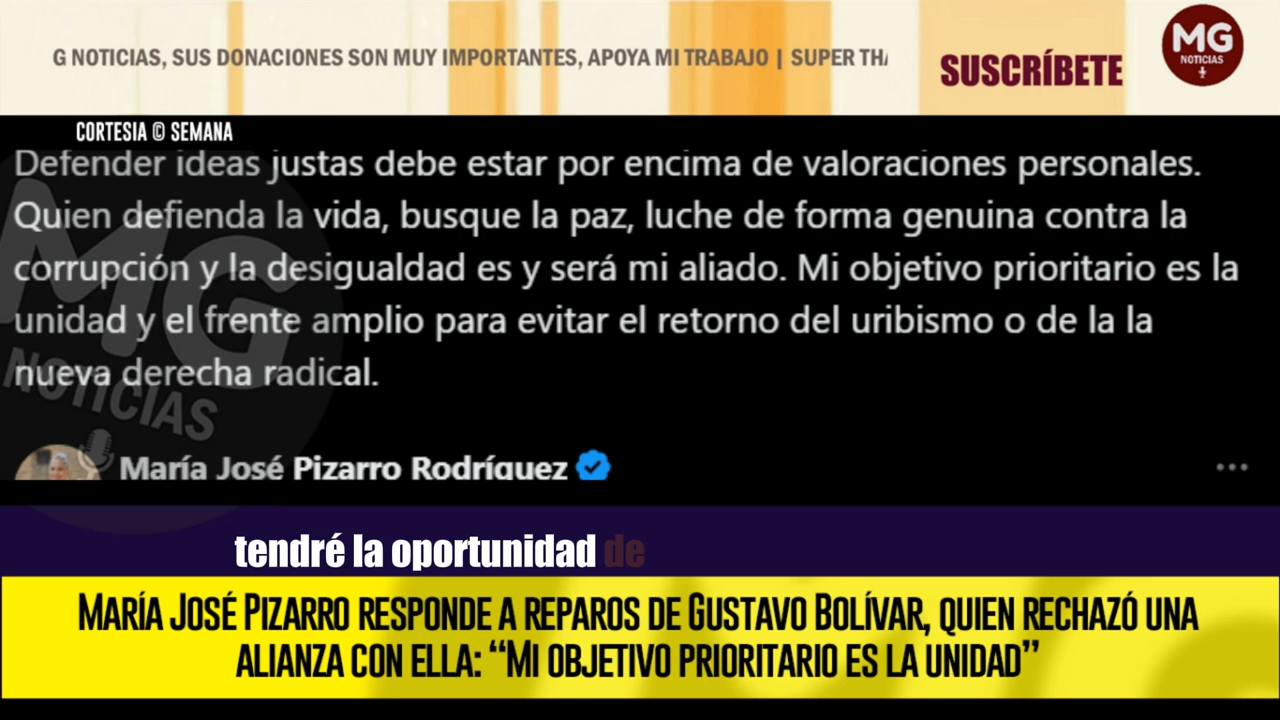 G NOTICIAS, SUS DONACIONES SON MUY IMPORTANTES, APOYA MI TRABAJO | SUPER
SUSCRÍBETE
MG
NOTICIAS
CORTESIA © SEMANA
Defender ideas justas debe estar por encima de valoraciones personales.
Quien defienda la vida, busque la paz, luche de forma genuina contra la
corrupción y la desigualdad es y será mi aliado. Mi objetivo prioritario es la
unidad y el frente amplio para evitar el retorno del uribismo o de la la
nueva derecha radical.
MG
NOTICIAS
María José Pizarro Rodríguez
tendré la oportunidad de
MARÍA JOSÉ PIZARRO RESPONDE A REPAROS DE GUSTAVO BOLÍVAR, QUIEN RECHAZÓ UNA
ALIANZA CON ELLA: “MI OBJETIVO PRIORITARIO ES LA UNIDAD”